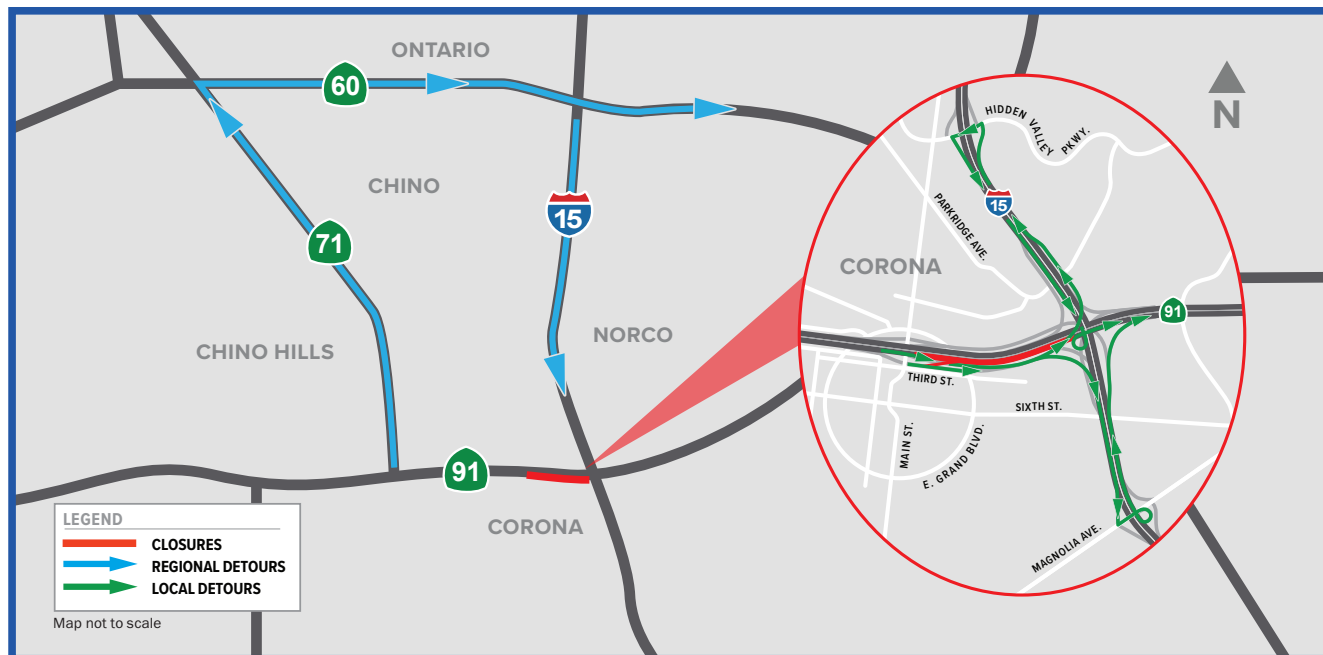 ONTARIO
60
CHINO
15
71
NORCO
CHINO HILLS
91
CORONA
N
HIDDEN VALLEY PKWY.
15
PARKRIDGE AVE.
CORONA
91
THIRD ST.
SIXTH ST.
MAIN ST.
E. GRAND BLVD.
MAGNOLIA AVE.
LEGEND
CLOSURES
REGIONAL DETOURS
LOCAL DETOURS
Map not to scale